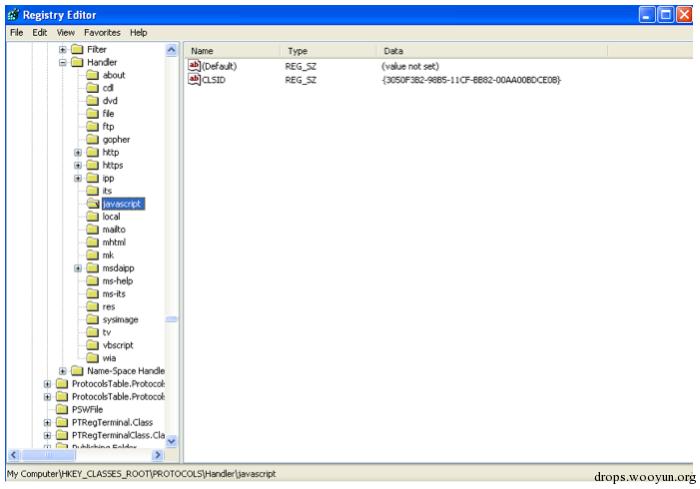 Registry Editor
File Edit View Favorites Help
Filter
Handler
about
cdl
dvd
file
ftp
gopher
http
https
ipp
its
javascript
local
mailto
mhtml
mk
msdaipp
ms-help
ms-its
res
sysimage
tv
vbscript
wia
Name-Space Handle
ProtocolsTable.Protocol
ProtocolsTable.Protocol
PSWFile
PTRegTerminal.Class
PTRegTerminalClass.Cla
Publishing Folder
Name Type Data
(Default) REG_SZ (value not set)
CLSID REG_SZ {3050F3B2-98B5-11CF-BB82-00AA00BDCE0B}
My Computer\HKEY_CLASSES_ROOT\PROTOCOLS\Handler\javascript
drops.wooyun.org